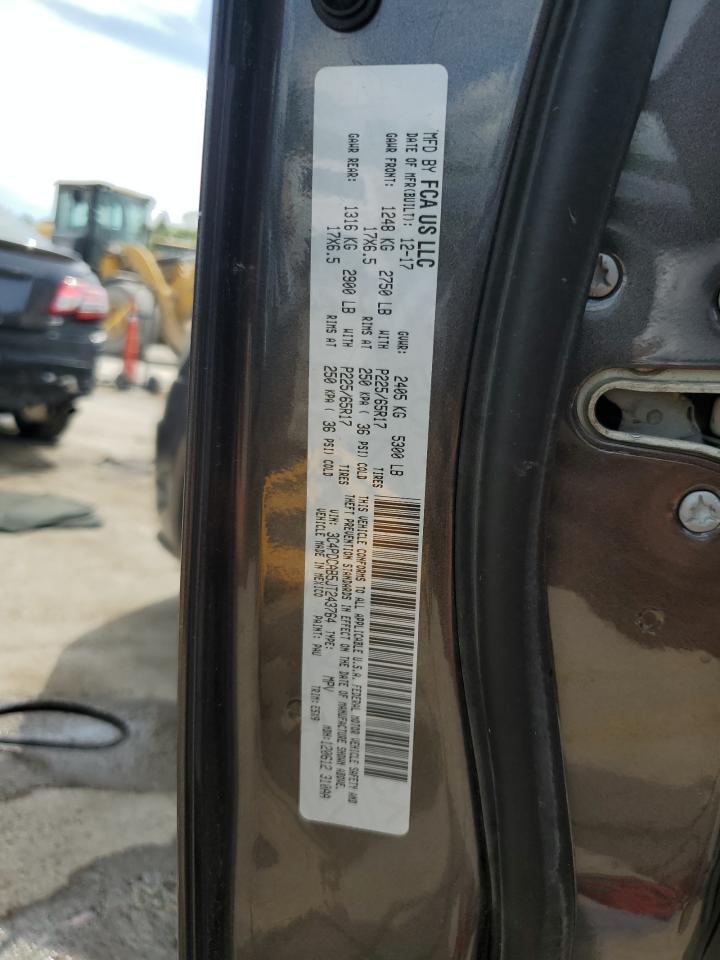 MFD BY FCA US LLC
DATE OF MFR(BUILT): 12-17 GVWR: 2405 KG 5300 LB
GAWR FRONT: 1248 KG 2750 LB WITH P225/65R17 TIRES
17X6.5 RIMS AT 250 KPA ( 36 PSI) COLD
GAWR REAR: 1316 KG 2900 LB WITH P225/65R17 TIRES
17X6.5 RIMS AT 250 KPA ( 36 PSI) COLD
THIS VEHICLE CONFORMS TO ALL APPLICABLE U.S.A. FEDERAL MOTOR VEHICLE SAFETY AND
THEFT PREVENTION STANDARDS IN EFFECT ON THE DATE OF MANUFACTURE SHOWN ABOVE.
VIN: 3C4PDCAB5JT243764 TYPE: MPV MDH:120612 310AA
VEHICLE MADE IN MEXICO PAINT: PAU TRIM: